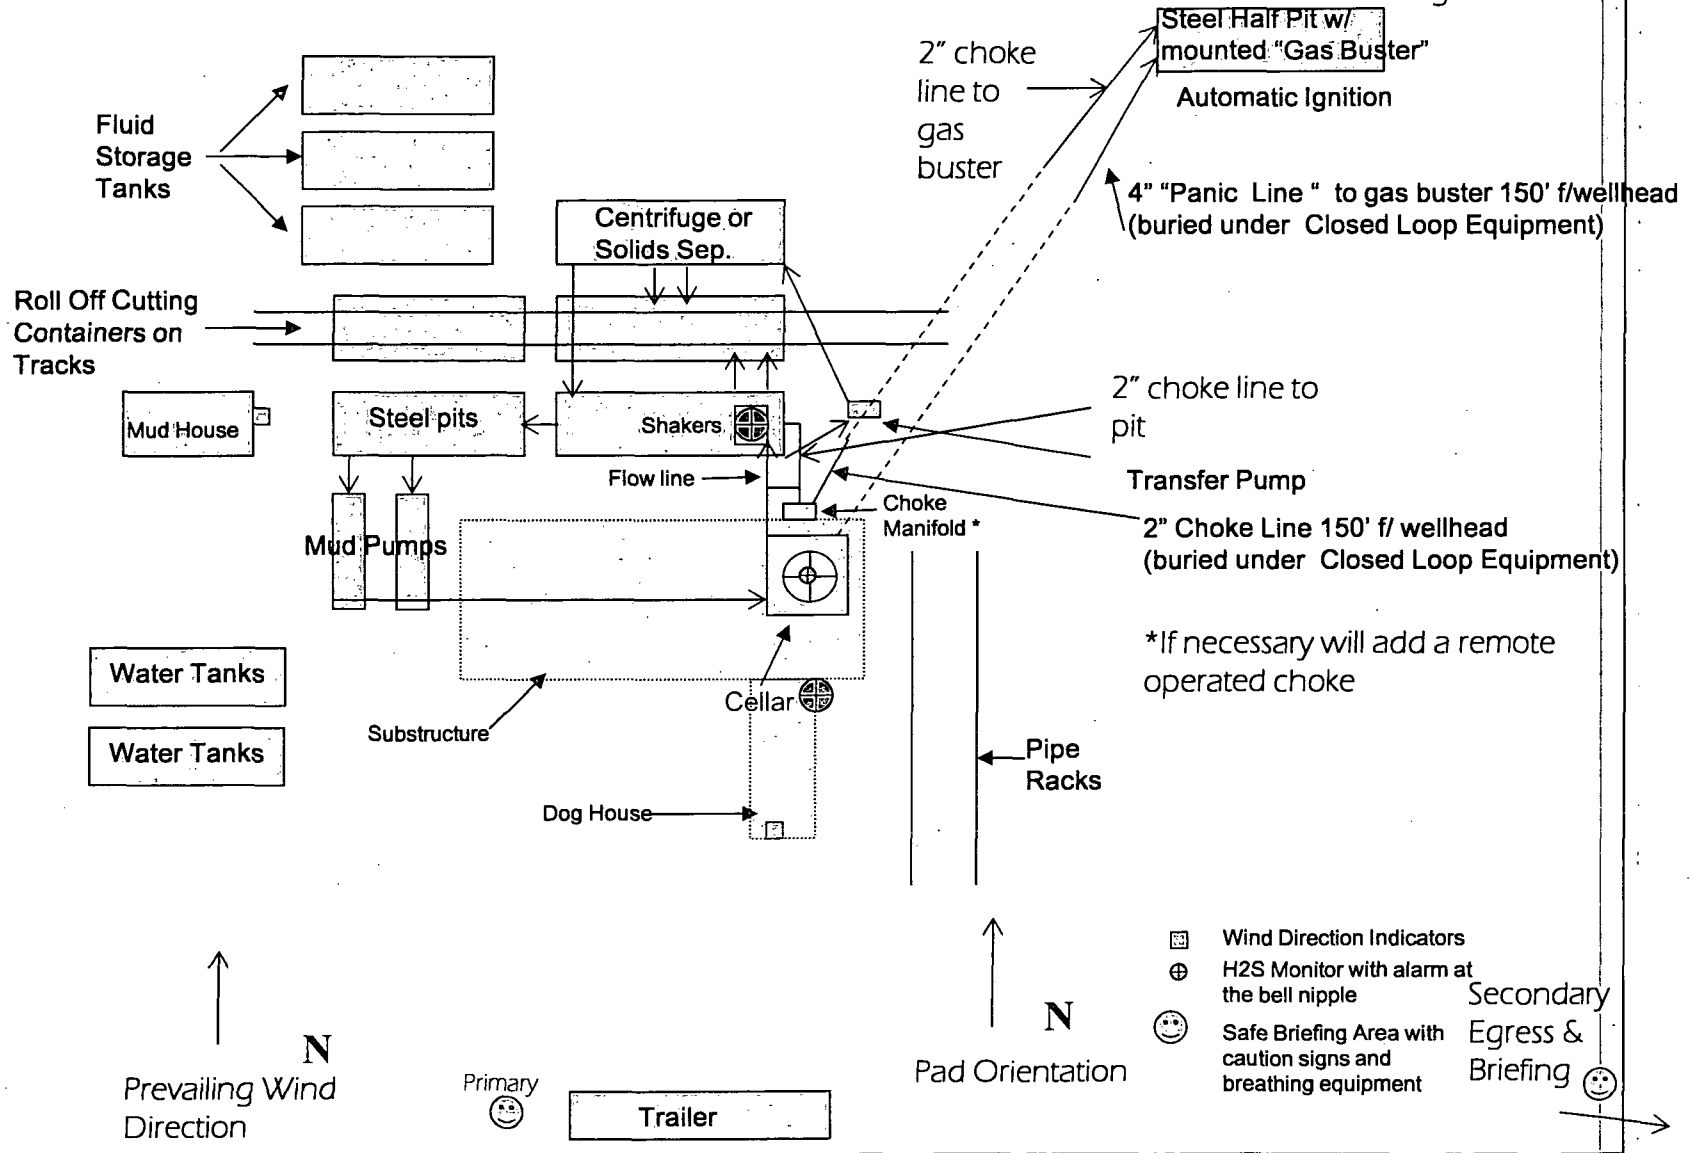 Steel Half Pit w/
mounted "Gas Buster"
Automatic Ignition
2" choke
line to
gas
buster
Fluid
Storage
Tanks
4" "Panic Line " to gas buster 150' f/wellhead
(buried under Closed Loop Equipment)
Centrifuge or
Solids Sep.
Roll Off Cutting
Containers on
Tracks
2" choke line to
pit
Mud House
Steel pits
Shakers
Flow line
Transfer Pump
Choke
Manifold *
2" Choke Line 150' f/ wellhead
(buried under Closed Loop Equipment)
Mud Pumps
*If necessary will add a remote
operated choke
Water Tanks
Cellar
Substructure
Water Tanks
Pipe
Racks
Dog House
Wind Direction Indicators
H2S Monitor with alarm at
the bell nipple
Safe Briefing Area with
caution signs and
breathing equipment
Secondary
Egress &
Briefing
N
Prevailing Wind
Direction
N
Pad Orientation
Primary
Trailer